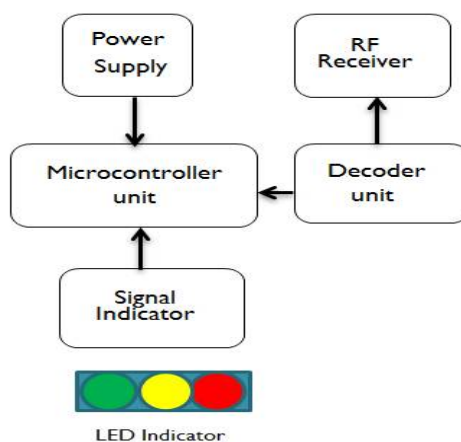 Power
Supply
RF
Receiver
Microcontroller
unit
Decoder
unit
Signal
Indicator
LED Indicator